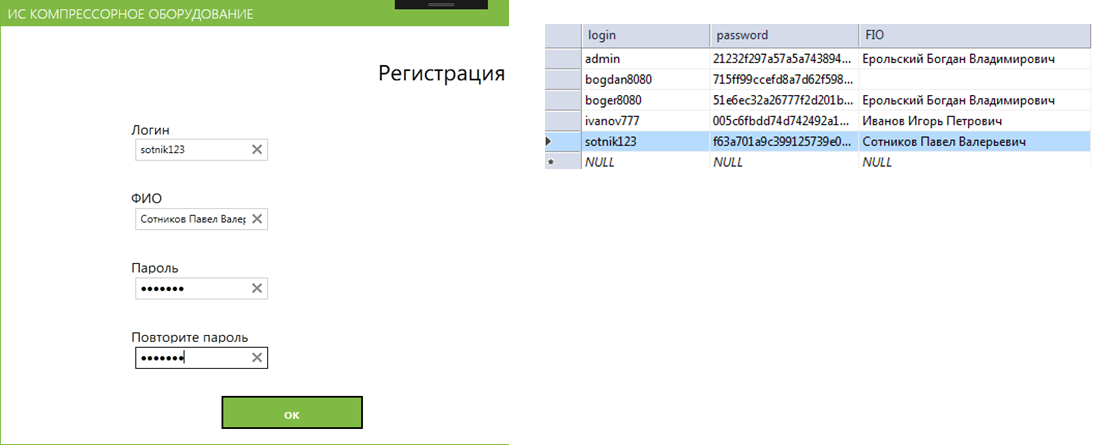 ИС КОМПРЕССОРНОЕ ОБОРУДОВАНИЕ
Регистрация
Логин
sotnik123
ФИО
Сотников Павел Валер
Пароль
•••••••
Повторите пароль
•••••••
ОК
login password FIO
admin 21232f297a57a5a743894... Ерольский Богдан Владимирович
bogdan8080 715ff99ccefd8a7d62f598...
boger8080 51e6ec32a26777f2d201b... Ерольский Богдан Владимирович
ivanov777 005c6fbdd74d742492a1... Иванов Игорь Петрович
sotnik123 f63a701a9c399125739e0... Сотников Павел Валерьевич
NULL NULL NULL